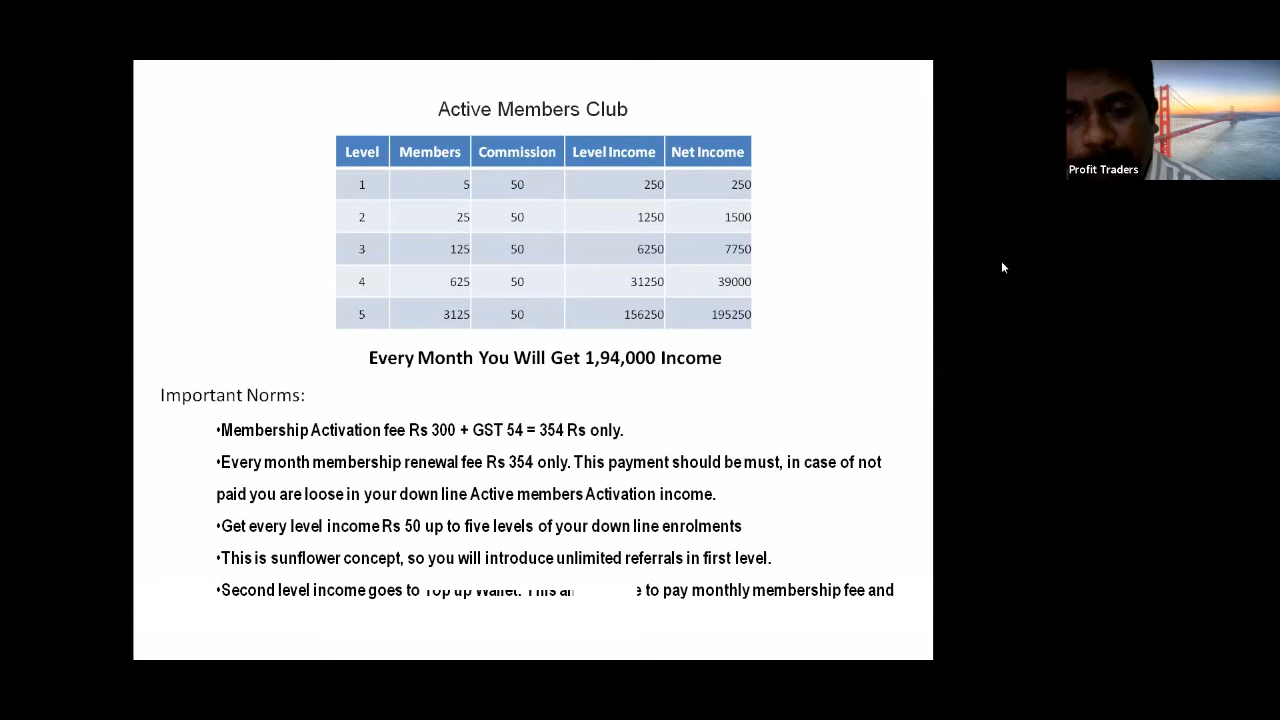 Active Members Club
Level Members Commission Level Income Net Income
1 5 50 250 250
2 25 50 1250 1500
3 125 50 6250 7750
4 625 50 31250 39000
5 3125 50 156250 195250
Every Month You Will Get 1,94,000 Income
Important Norms:
•Membership Activation fee Rs 300 + GST 54 = 354 Rs only.
•Every month membership renewal fee Rs 354 only. This payment should be must, in case of not
paid you are loose in your down line Active members Activation income.
•Get every level income Rs 50 up to five levels of your down line enrolments
•This is sunflower concept, so you will introduce unlimited referrals in first level.
•Second level income goes to Top up Wallet. This to pay monthly membership fee and
Profit Traders